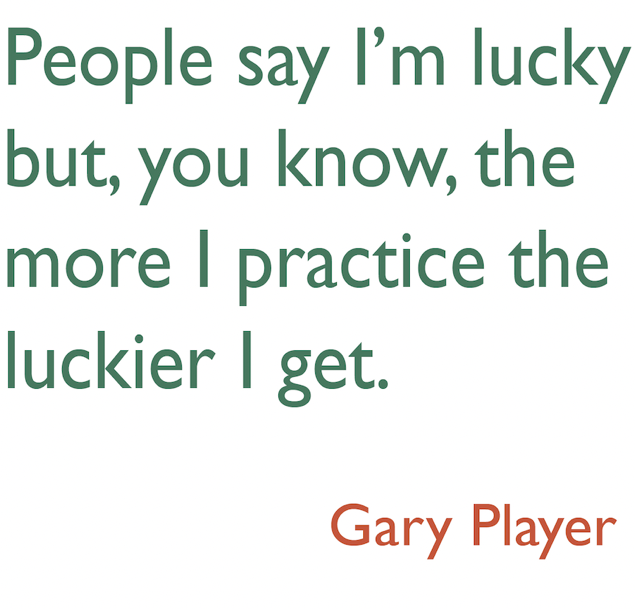 People say I’m lucky
but, you know, the
more I practice the
luckier I get.
Gary Player